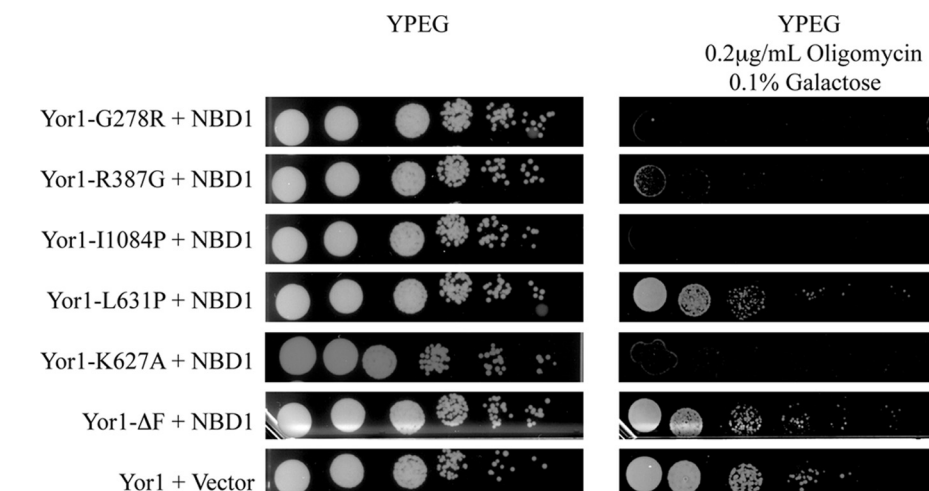 YPEG
YPEG
0.2μg/mL Oligomycin
0.1% Galactose
Yor1-G278R + NBD1
Yor1-R387G + NBD1
Yor1-I1084P + NBD1
Yor1-L631P + NBD1
Yor1-K627A + NBD1
Yor1-ΔF + NBD1
Yor1 + Vector